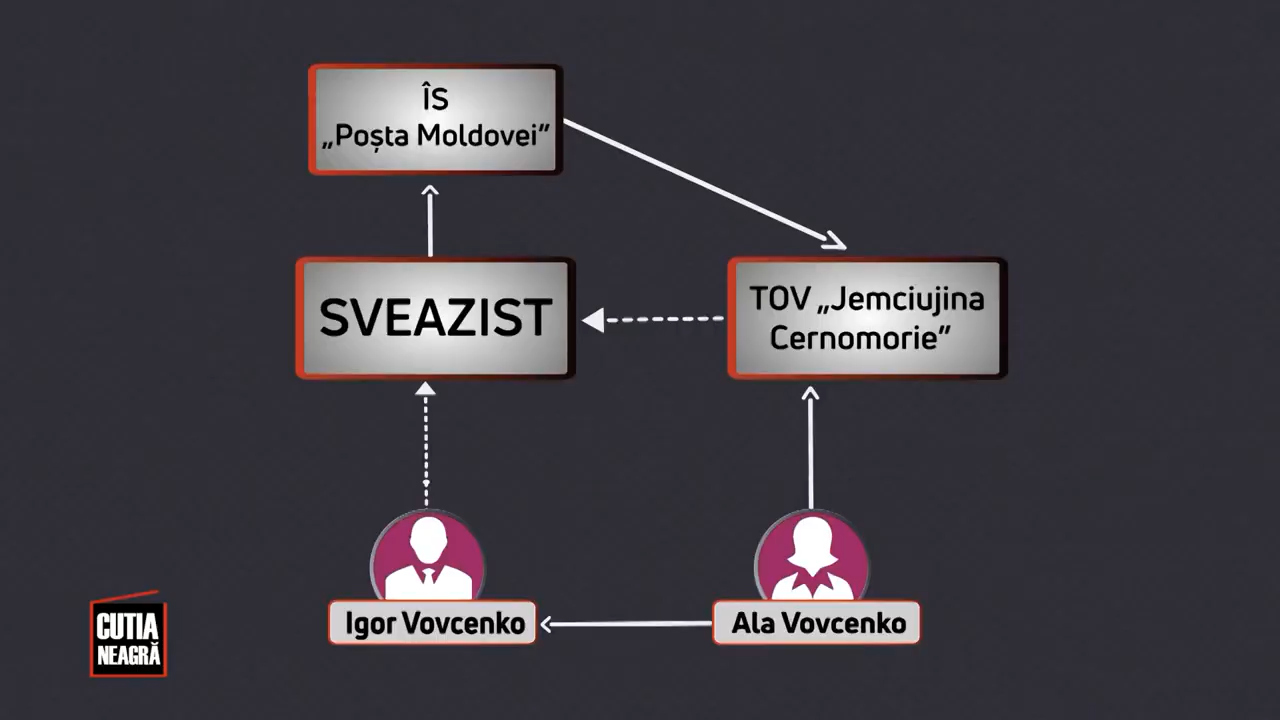 ÎS
„Poșta Moldovei”
SVEAZIST
TOV „Jemciujina
Cernomorie”
Igor Vovcenko
Ala Vovcenko
CUTIA
NEAGRĂ